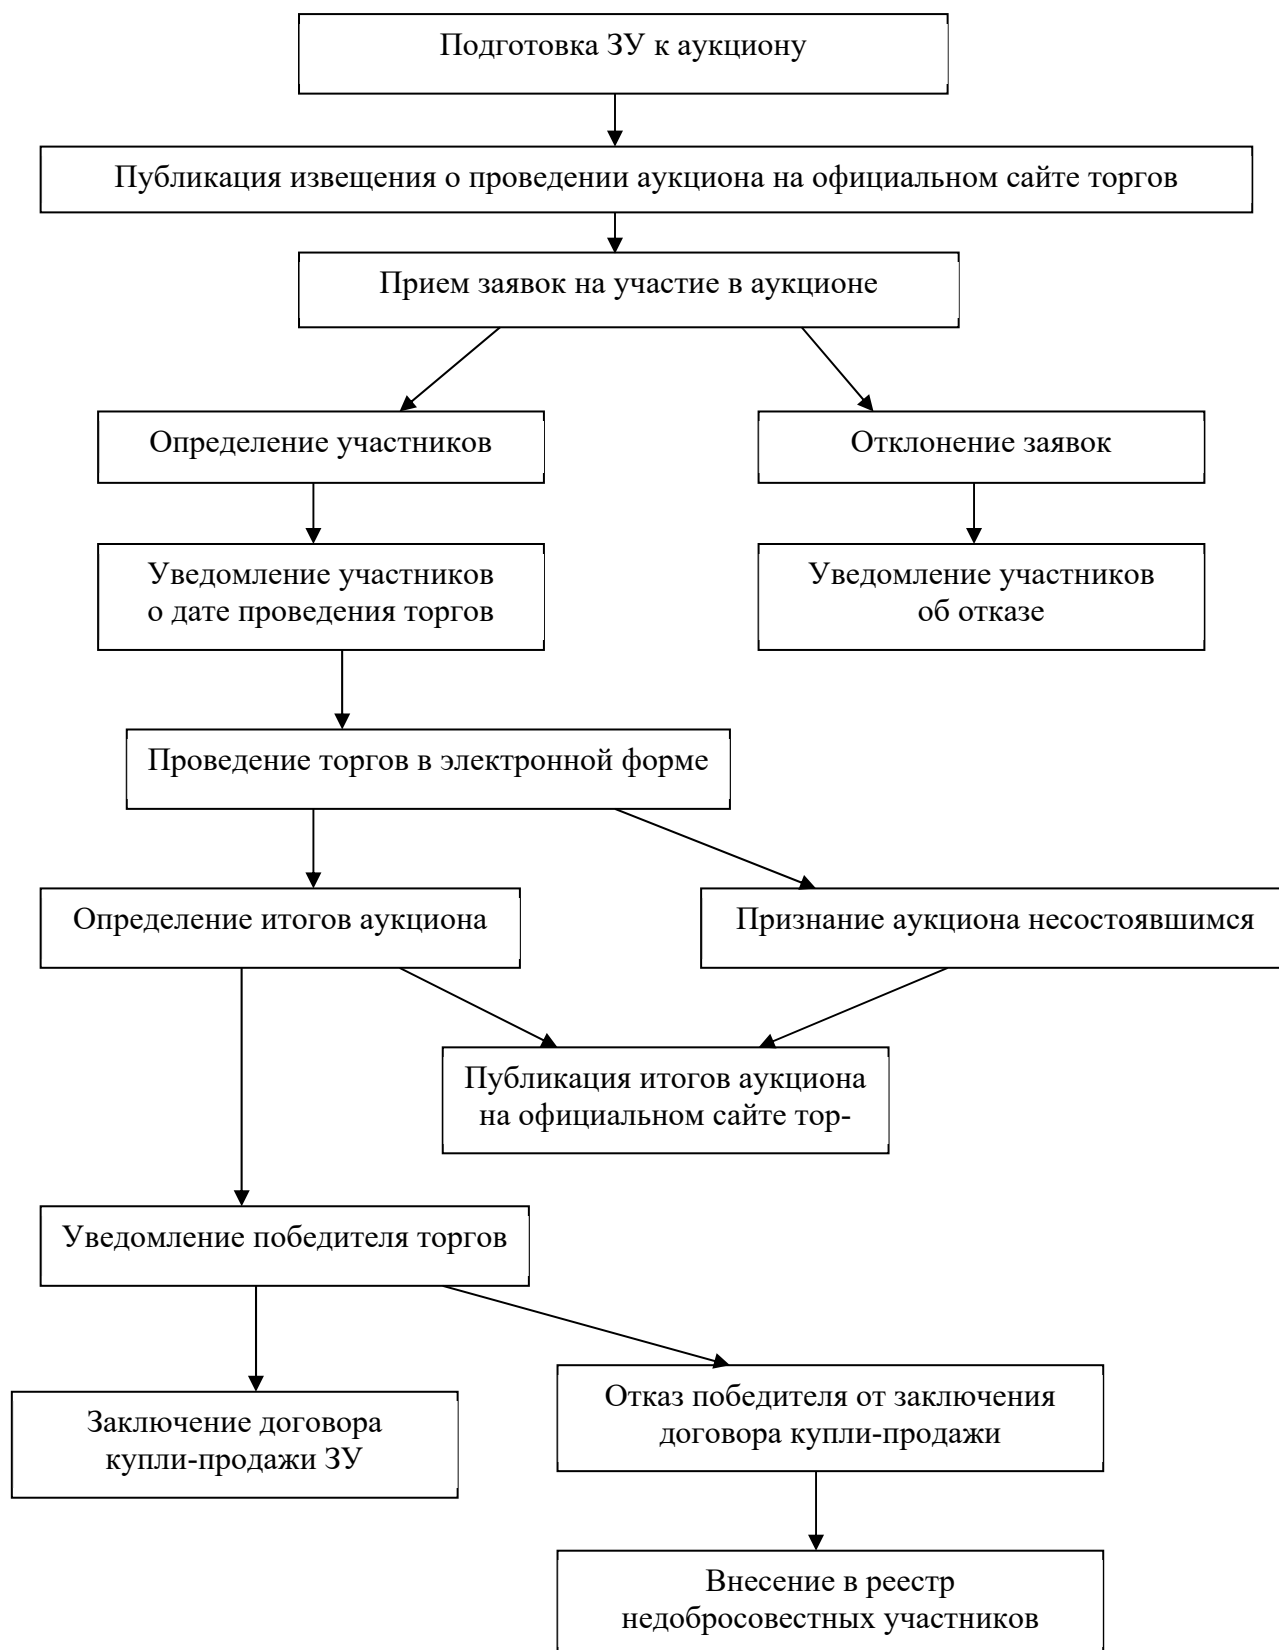 Подготовка ЗУ к аукциону
Публикация извещения о проведении аукциона на официальном сайте торгов
Прием заявок на участие в аукционе
Определение участников
Отклонение заявок
Уведомление участников
о дате проведения торгов
Уведомление участников
об отказе
Проведение торгов в электронной форме
Определение итогов аукциона
Признание аукциона несостоявшимся
Публикация итогов аукциона
на официальном сайте тор-
Уведомление победителя торгов
Заключение договора
купли-продажи ЗУ
Отказ победителя от заключения
договора купли-продажи
Внесение в реестр
недобросовестных участников